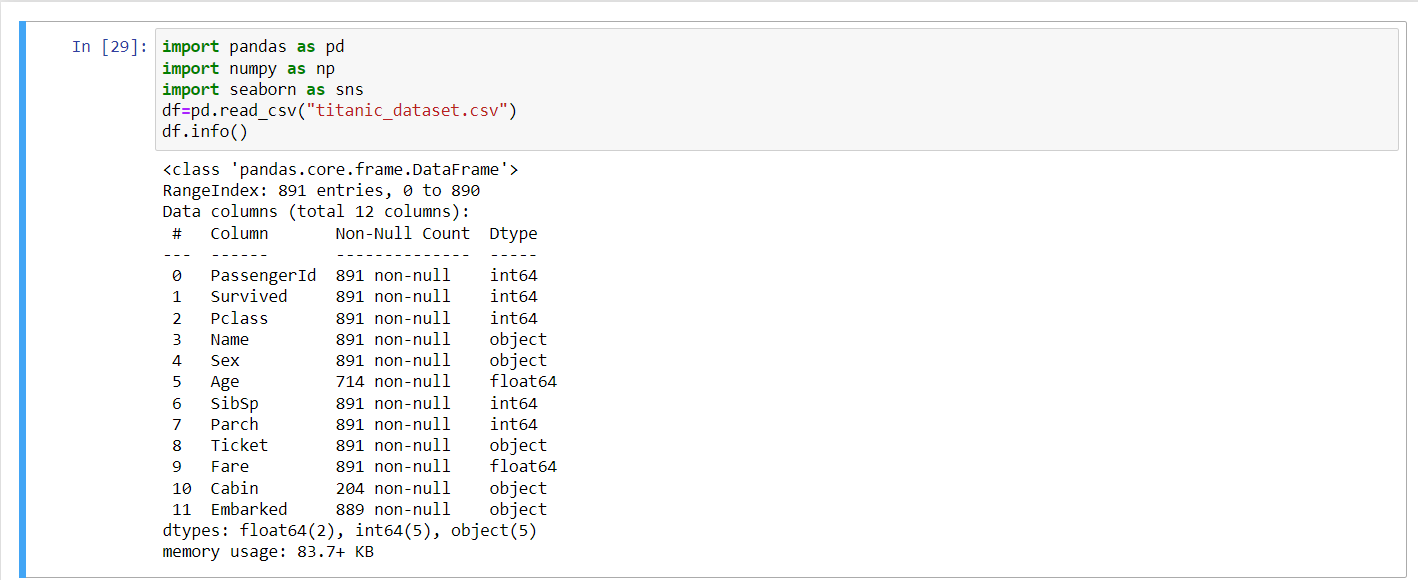 In [29]: import pandas as pd
import numpy as np
import seaborn as sns
df=pd.read_csv("titanic_dataset.csv")
df.info()
<class 'pandas.core.frame.DataFrame'>
RangeIndex: 891 entries, 0 to 890
Data columns (total 12 columns):
 #   Column       Non-Null Count  Dtype
---  ------       --------------  -----
 0   PassengerId  891 non-null    int64
 1   Survived     891 non-null    int64
 2   Pclass       891 non-null    int64
 3   Name         891 non-null    object
 4   Sex          891 non-null    object
 5   Age          714 non-null    float64
 6   SibSp        891 non-null    int64
 7   Parch        891 non-null    int64
 8   Ticket       891 non-null    object
 9   Fare         891 non-null    float64
 10  Cabin        204 non-null    object
 11  Embarked     889 non-null    object
dtypes: float64(2), int64(5), object(5)
memory usage: 83.7+ KB